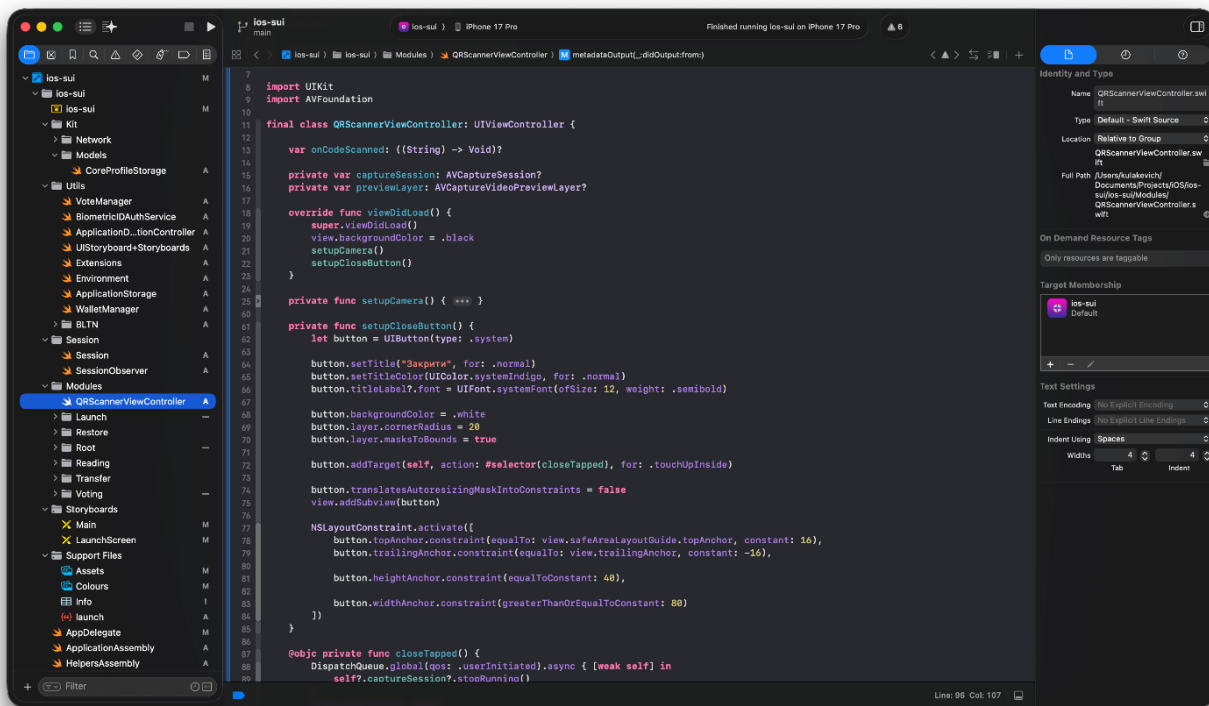 ios-sui
main
ios-sui
iPhone 17 Pro
Finished running ios-sui on iPhone 17 Pro
6
ios-sui
ios-sui
Modules
QRScannerViewController
M metadataOutput(_:didOutput:from:)
ios-sui M
ios-sui
ios-sui M
Kit
Network
Models
CoreProfileStorage A
Utils
VoteManager A
BiometricIDAuthService A
ApplicationD...tionController A
UIStoryboard+Storyboards A
Extensions A
Environment A
ApplicationStorage A
WalletManager A
BLTN A
Session
Session A
SessionObserver A
Modules
QRScannerViewController A
Launch
Restore
Root
Reading
Transfer
Voting
Storyboards
Main M
LaunchScreen M
Support Files
Assets M
Colours M
Info !
launch A
AppDelegate M
ApplicationAssembly A
HelpersAssembly A
Filter
7
8 import UIKit
9 import AVFoundation
10
11 final class QRScannerViewController: UIViewController {
12
13 var onCodeScanned: ((String) -> Void)?
14
15 private var captureSession: AVCaptureSession?
16 private var previewLayer: AVCaptureVideoPreviewLayer?
17
18 override func viewDidLoad() {
19 super.viewDidLoad()
20 view.backgroundColor = .black
21 setupCamera()
22 setupCloseButton()
23 }
24
25 private func setupCamera() { ••• }
60
61 private func setupCloseButton() {
62 let button = UIButton(type: .system)
63
64 button.setTitle("Закрити", for: .normal)
65 button.setTitleColor(UIColor.systemIndigo, for: .normal)
66 button.titleLabel?.font = UIFont.systemFont(ofSize: 12, weight: .semibold)
67
68 button.backgroundColor = .white
69 button.layer.cornerRadius = 20
70 button.layer.masksToBounds = true
71
72 button.addTarget(self, action: #selector(closeTapped), for: .touchUpInside)
73
74 button.translatesAutoresizingMaskIntoConstraints = false
75 view.addSubview(button)
76
77 NSLayoutConstraint.activate([
78 button.topAnchor.constraint(equalTo: view.safeAreaLayoutGuide.topAnchor, constant: 16),
79 button.trailingAnchor.constraint(equalTo: view.trailingAnchor, constant: -16),
80
81 button.heightAnchor.constraint(equalToConstant: 40),
82
83 button.widthAnchor.constraint(greaterThanOrEqualToConstant: 80)
84 ])
85 }
86
87 @objc private func closeTapped() {
88 DispatchQueue.global(qos: .userInitiated).async { [weak self] in
89 self?.captureSession?.stopRunning()
Line: 96 Col: 107
Identity and Type
Name QRScannerViewController.swi
ft
Type Default - Swift Source
Location Relative to Group
QRScannerViewController.sw
ift
Full Path /Users/kulakevich/
Documents/Projects/iOS/ios-
sui/ios-sui/Modules/
QRScannerViewController.s
wift
On Demand Resource Tags
Only resources are taggable
Target Membership
ios-sui
Default
Text Settings
Text Encoding No Explicit Encoding
Line Endings No Explicit Line Endings
Indent Using Spaces
Widths 4 4
Tab Indent